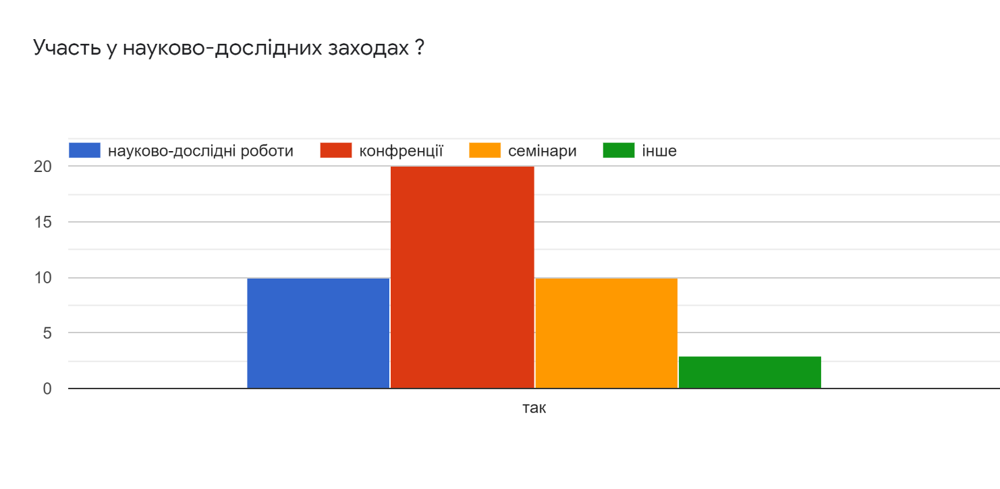 Участь у науково-дослідних заходах ?
науково-дослідні роботи конфренції семінари інше
20
15
10
5
0
так